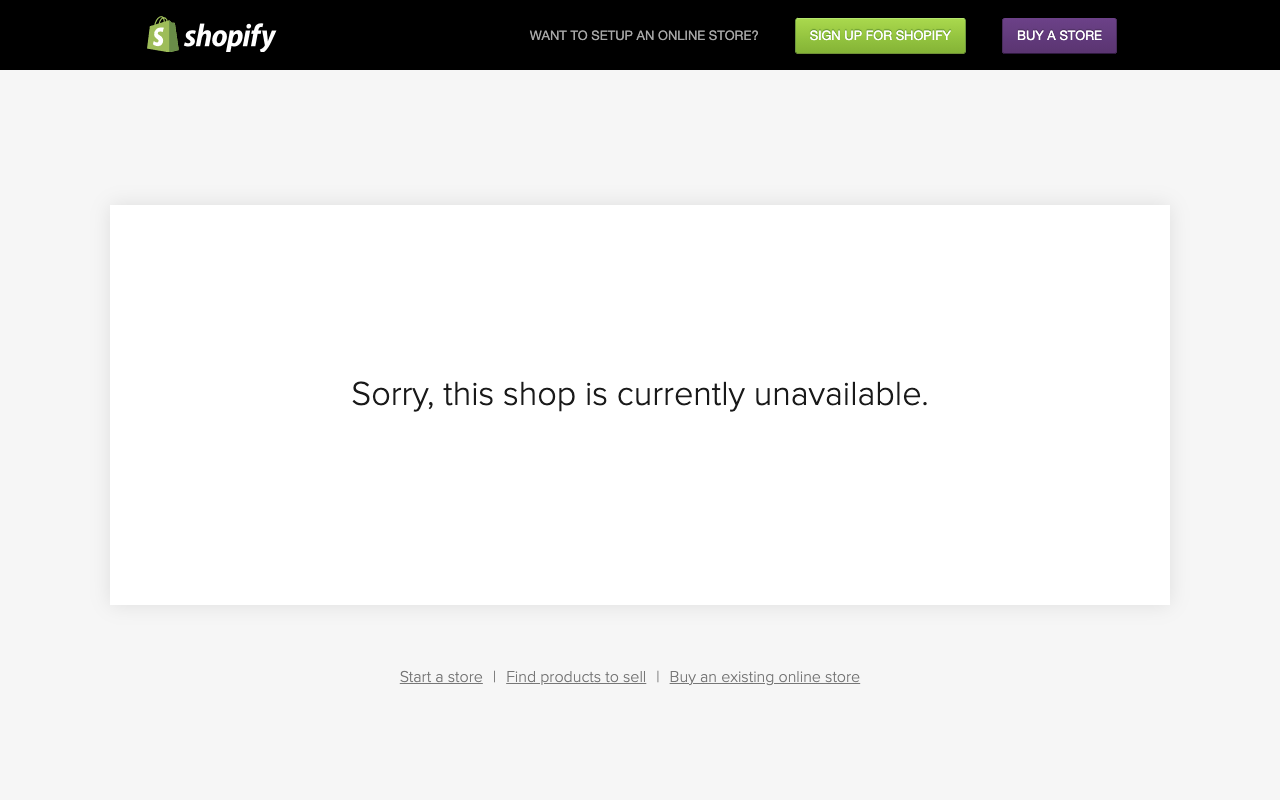 shopify
WANT TO SETUP AN ONLINE STORE?
SIGN UP FOR SHOPIFY
BUY A STORE
Sorry, this shop is currently unavailable.
Start a store | Find products to sell | Buy an existing online store